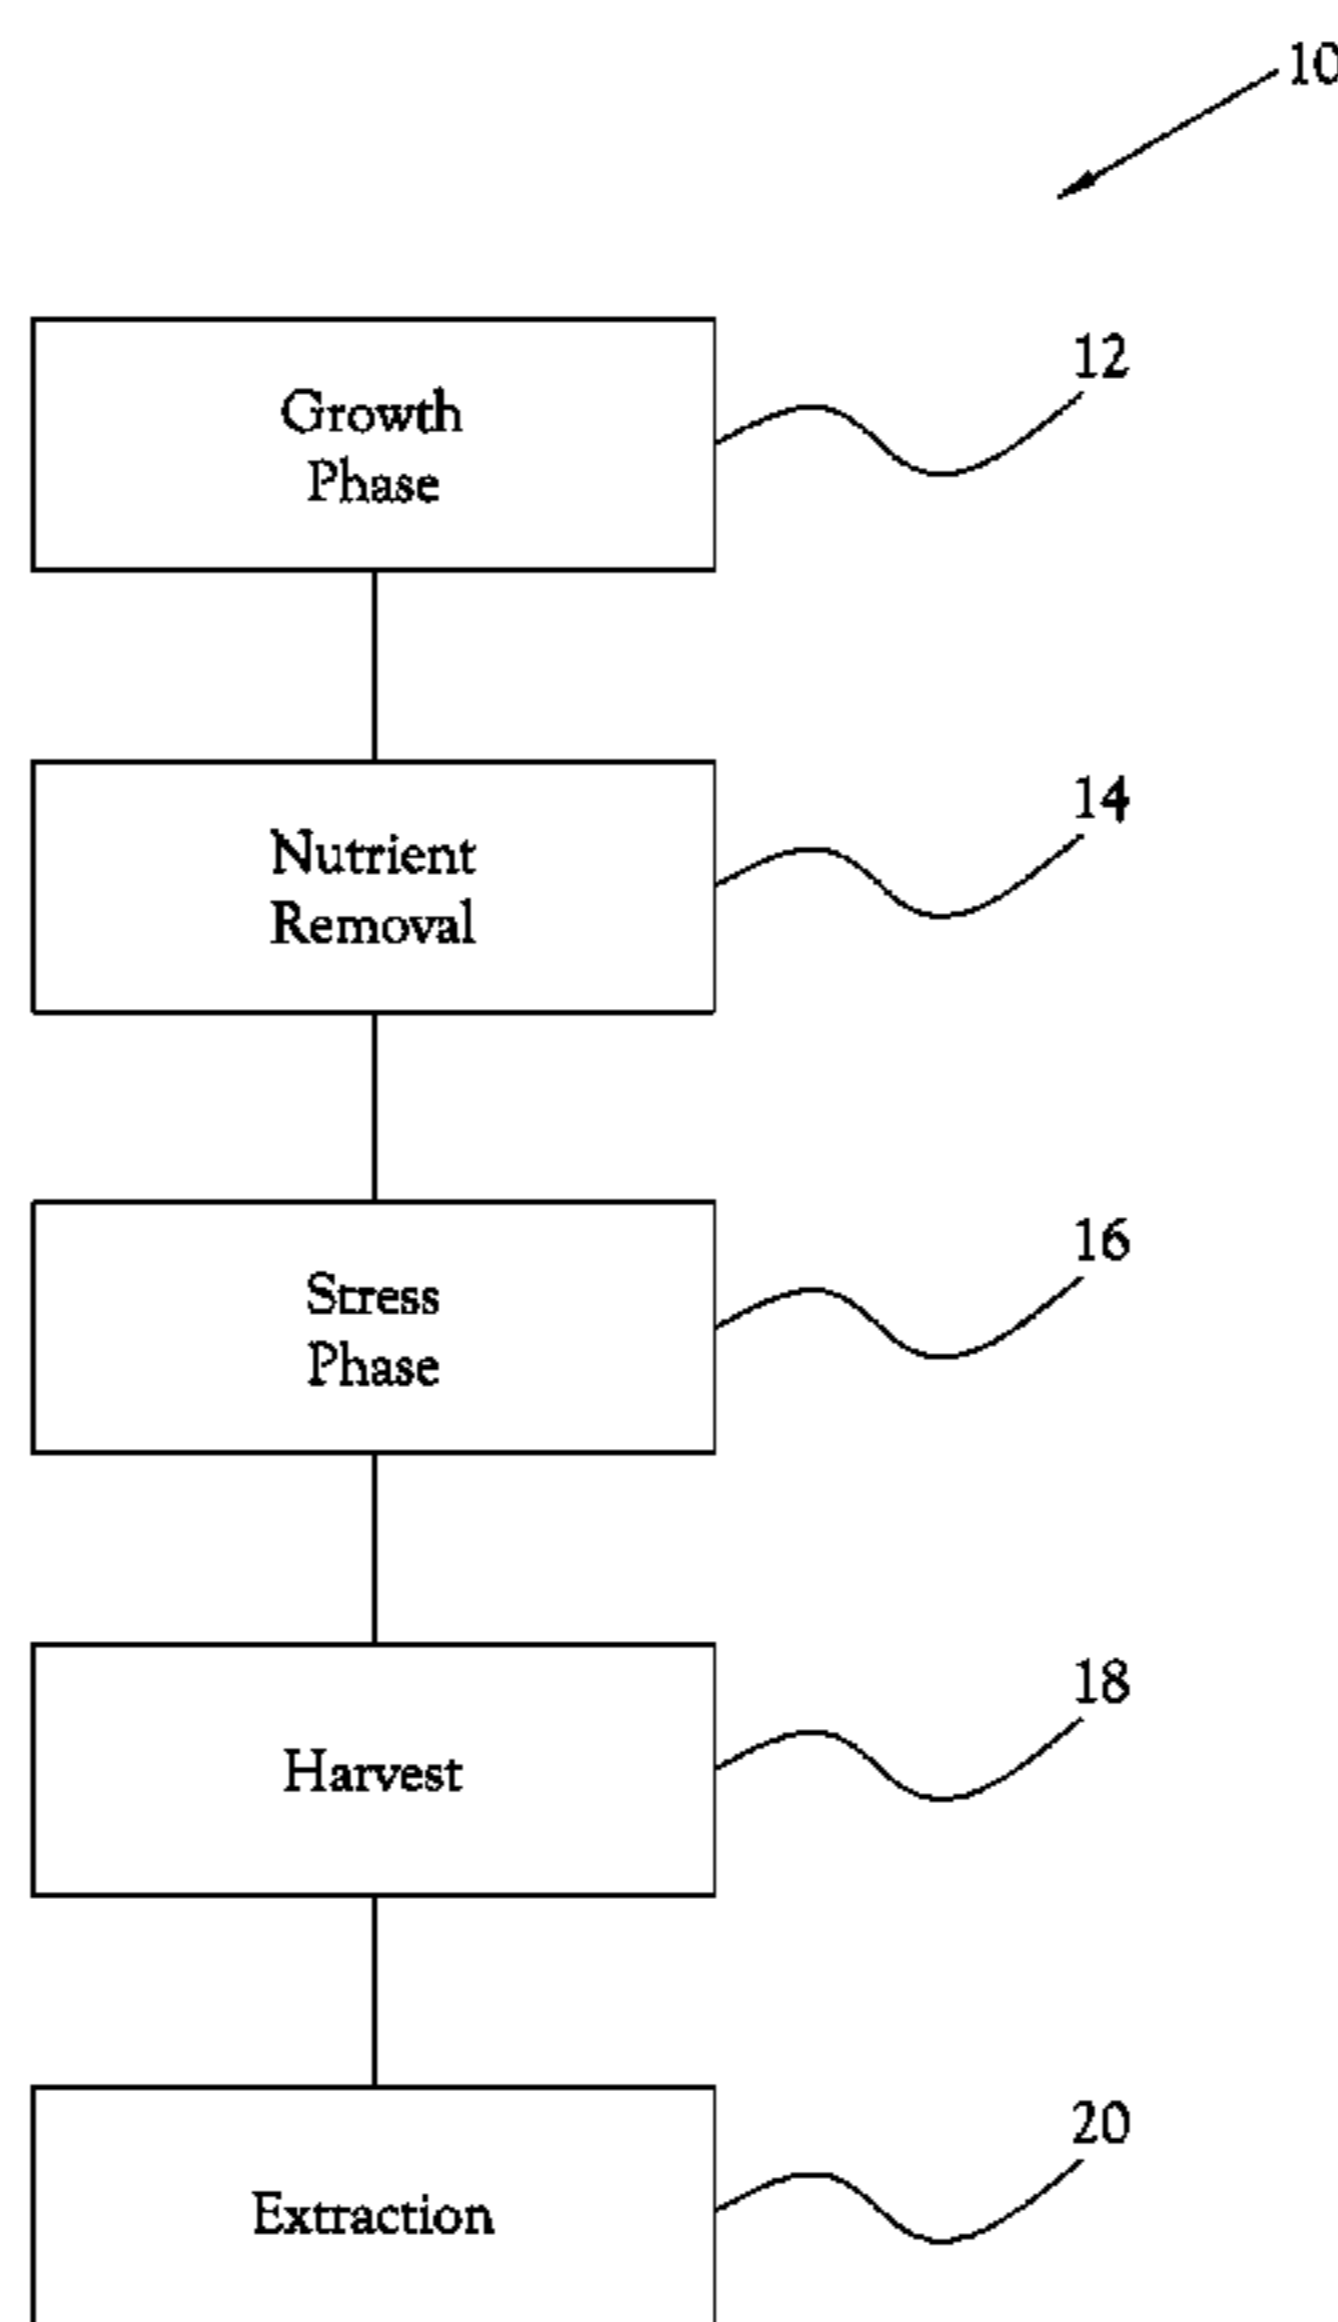 10
12
Growth
Phase
14
Nutrient
Removal
16
Stress
Phase
18
Harvest
20
Extraction